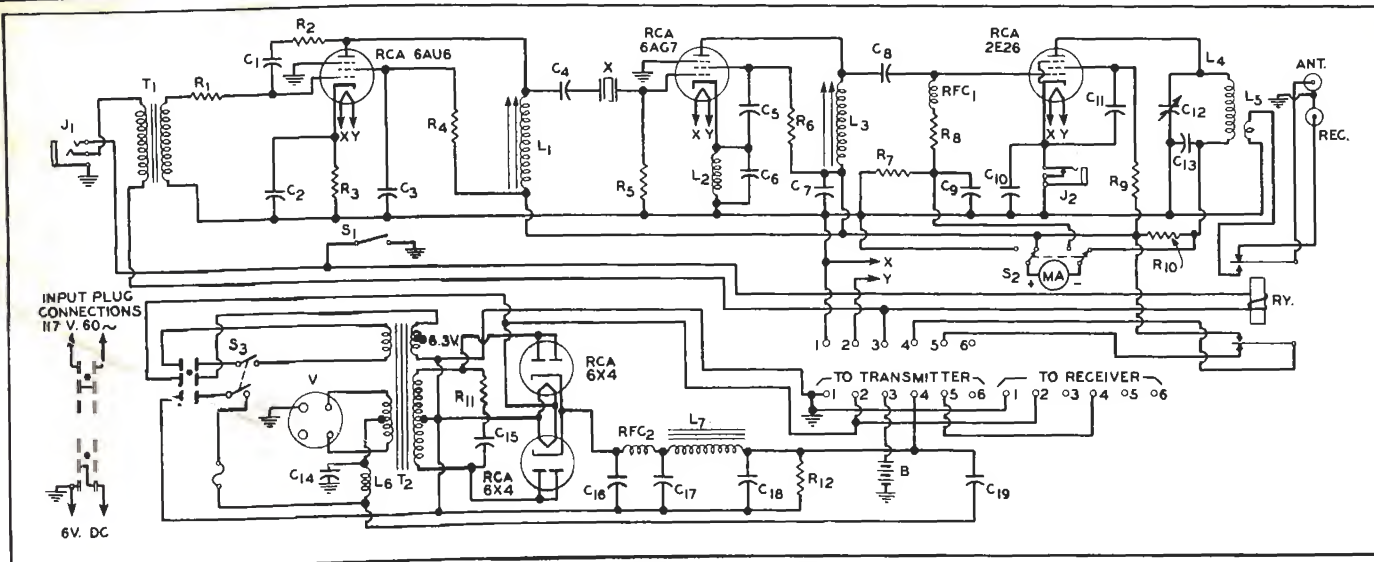 R2
RCA 6AU6
C1
T1
R1
J1
X Y
R4
L1
C2
R3
C3
S1
C4
X
RCA
6AG7
X Y
R5
L2
C5
C6
R6
L3
C7
C8
RFC1
R8
R7
C9
C10
RCA
2E26
X Y
J2
C11
R9
L4
C12
C13
L5
ANT.
REC.
R10
S2
+ MA -
X
Y
RY.
1 2 3 4 5 6
INPUT PLUG
CONNECTIONS
117 V. 60~
S3
V
6.3V.
R11
C15
RCA
6X4
RCA
6X4
C14
L6
T2
6V. DC
RFC2
L7
C16
C17
C18
R12
B
C19
TO TRANSMITTER
1 2 3 4 5 6
TO RECEIVER
1 2 3 4 5 6